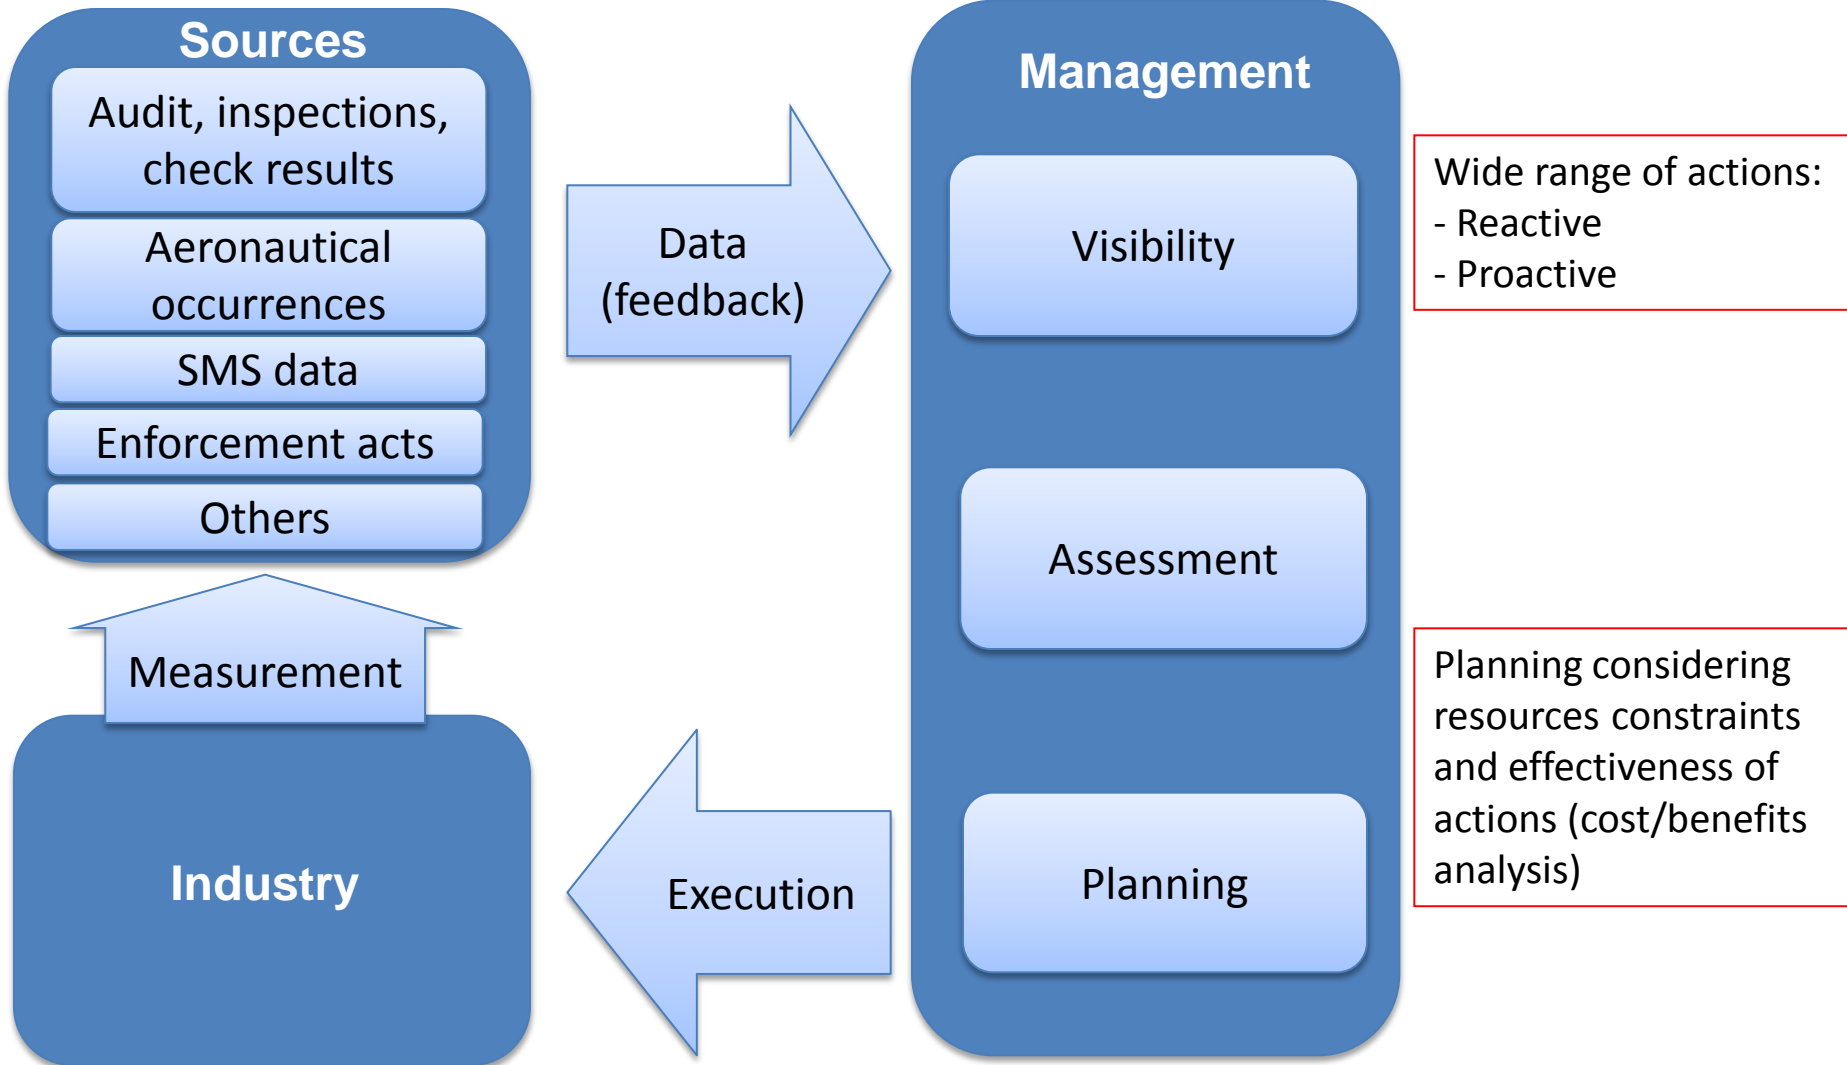 Sources
Audit, inspections,
check results
Aeronautical
occurrences
SMS data
Enforcement acts
Others
Data
(feedback)
Management
Visibility
Assessment
Planning
Wide range of actions:
- Reactive
- Proactive
Planning considering
resources constraints
and effectiveness of
actions (cost/benefits
analysis)
Measurement
Industry
Execution